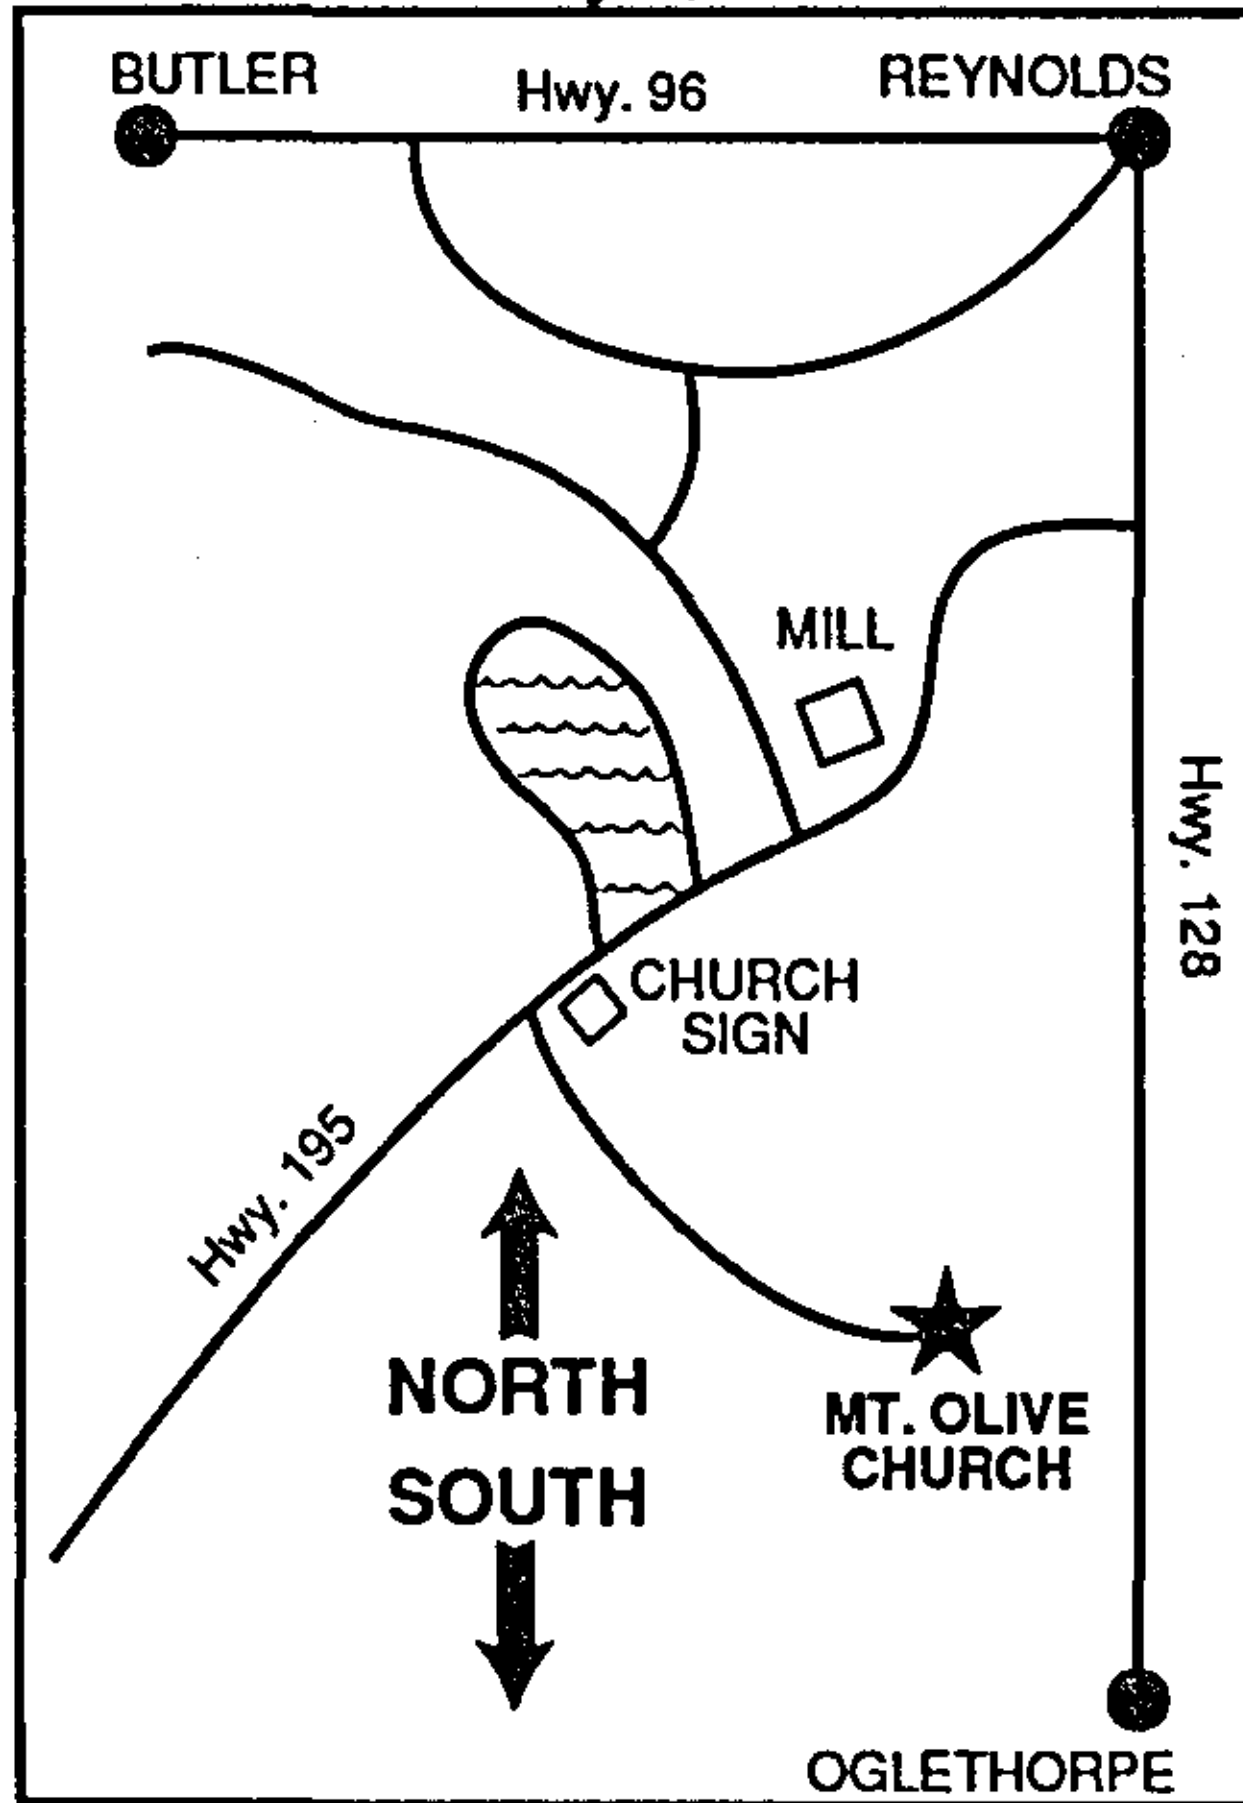 BUTLER
Hwy. 96
REYNOLDS
MILL
Hwy. 128
CHURCH
SIGN
Hwy. 195
NORTH
SOUTH
MT. OLIVE
CHURCH
OGLETHORPE